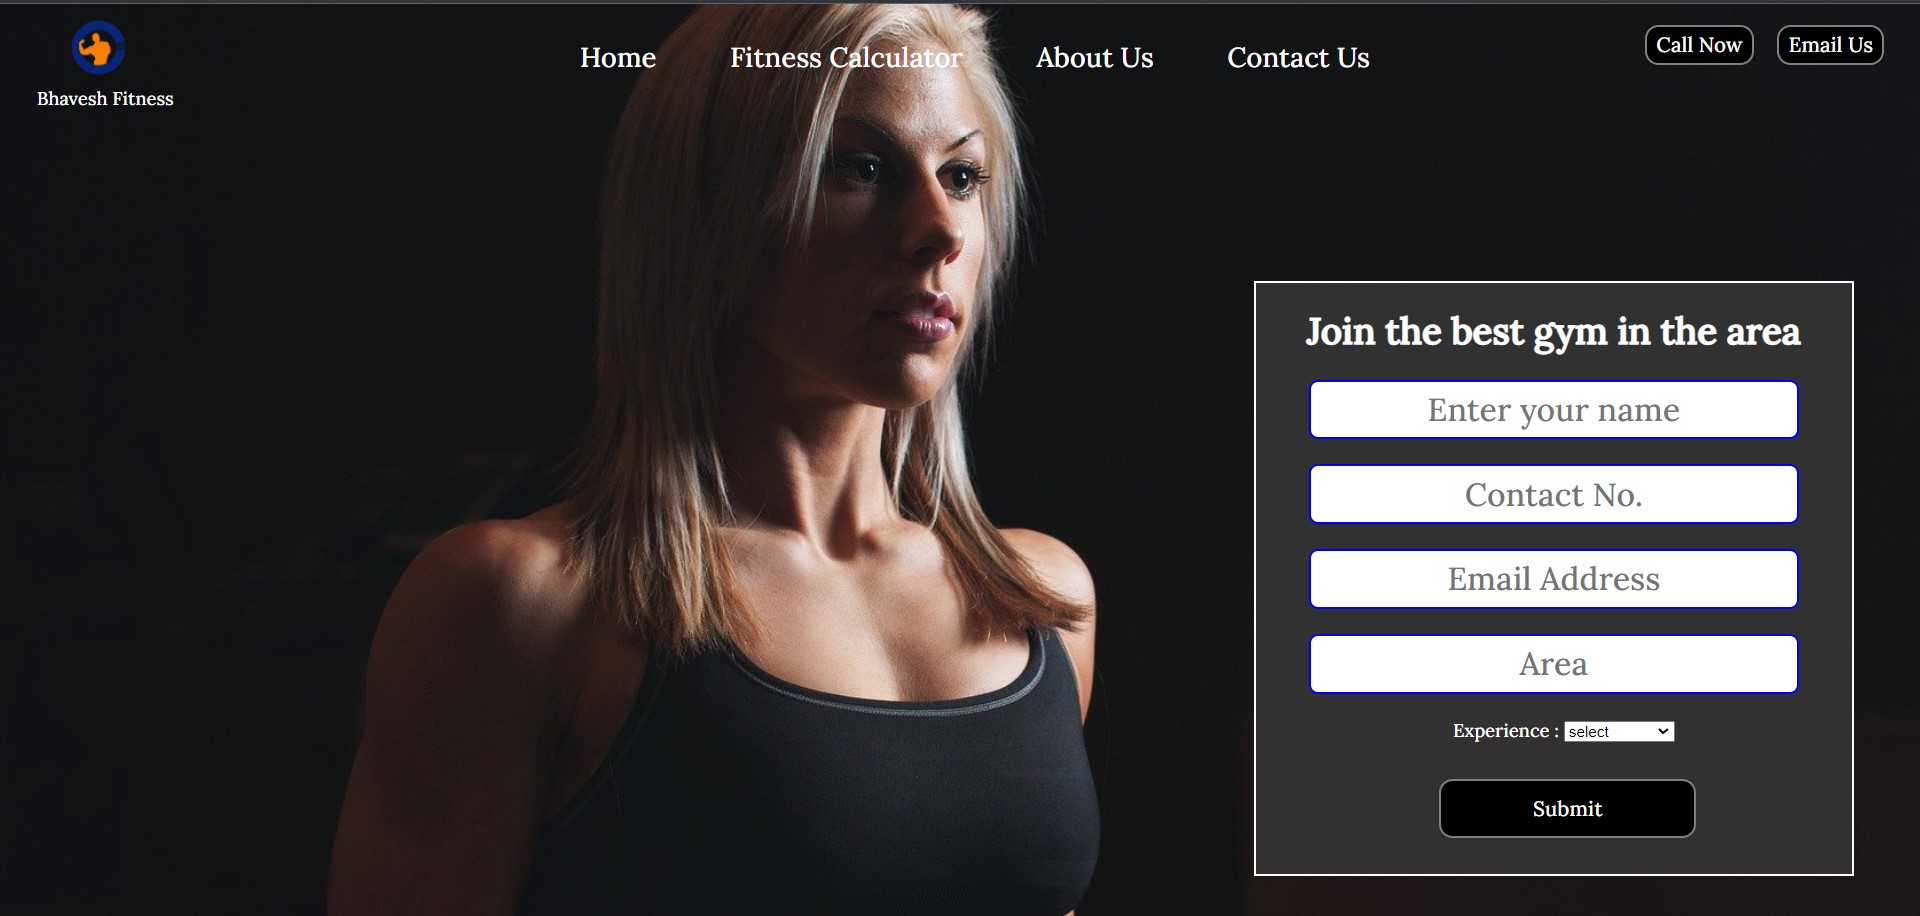 Home Fitness Calculator About Us Contact Us
Call Now Email Us
Bhavesh Fitness
Join the best gym in the area
Enter your name
Contact No.
Email Address
Area
Experience : select
Submit